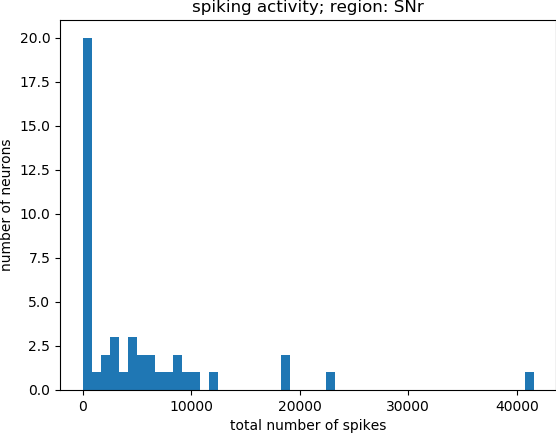 spiking activity; region: SNr
20.0
17.5
15.0
12.5
10.0
7.5
5.0
2.5
0.0
number of neurons
0 10000 20000 30000 40000
total number of spikes